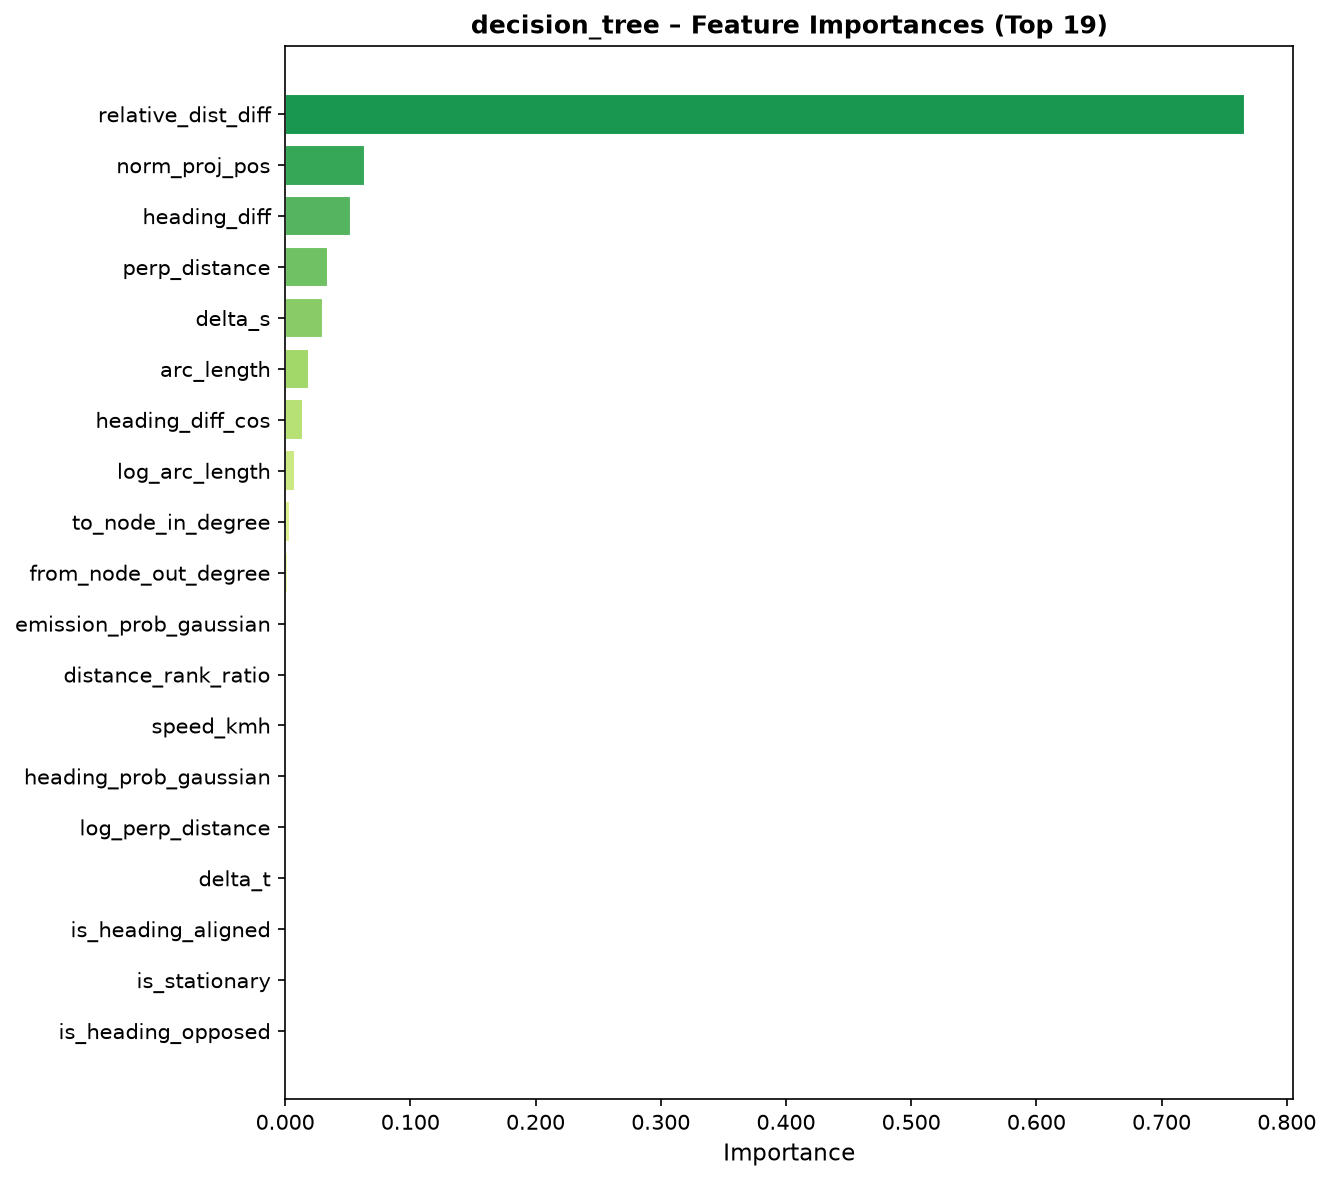 decision_tree – Feature Importances (Top 19)
relative_dist_diff
norm_proj_pos
heading_diff
perp_distance
delta_s
arc_length
heading_diff_cos
log_arc_length
to_node_in_degree
from_node_out_degree
emission_prob_gaussian
distance_rank_ratio
speed_kmh
heading_prob_gaussian
log_perp_distance
delta_t
is_heading_aligned
is_stationary
is_heading_opposed
0.000 0.100 0.200 0.300 0.400 0.500 0.600 0.700 0.800
Importance